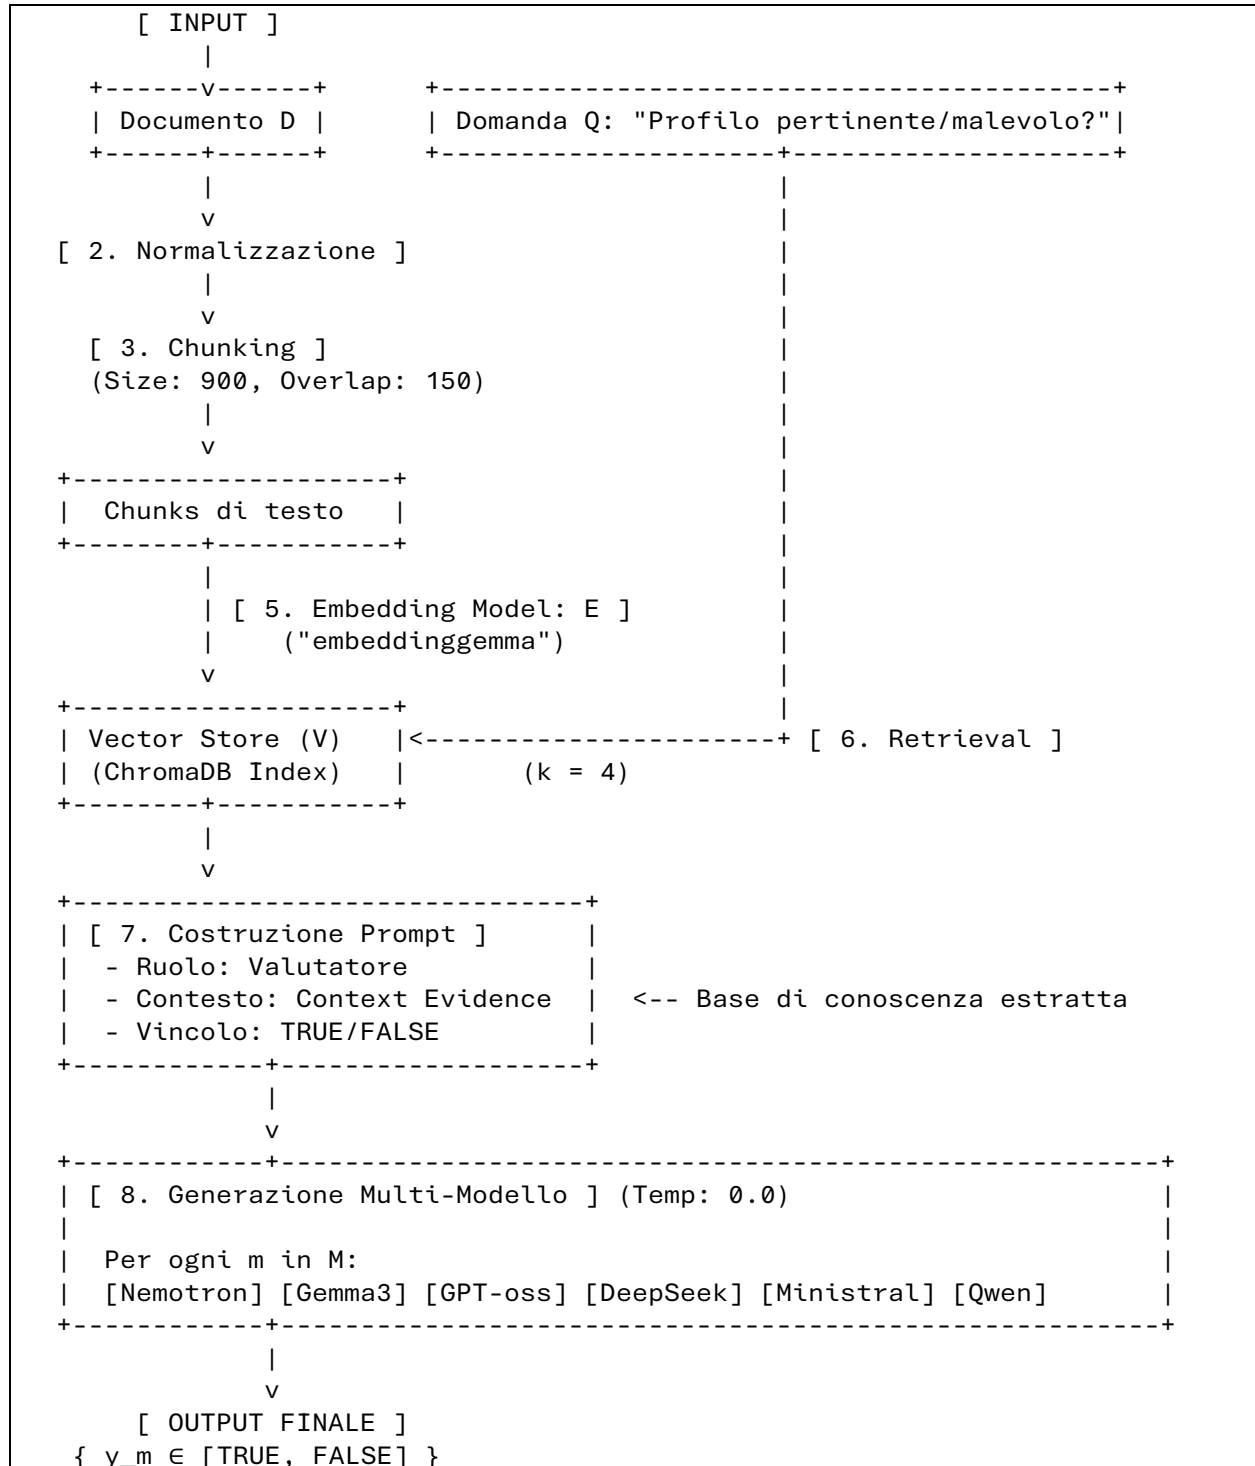 [ INPUT ]
|
+------v------+ +------------------------------------------+
| Documento D | | Domanda Q: "Profilo pertinente/malevolo?"|
+------+------+ +---------------------+--------------------+
| |
v |
[ 2. Normalizzazione ] |
| |
v |
[ 3. Chunking ] |
(Size: 900, Overlap: 150) |
| |
v |
+--------------------+ |
| Chunks di testo | |
+--------+-----------+ |
| |
| [ 5. Embedding Model: E ] |
| ("embeddinggemma") |
v |
+--------------------+ |
| Vector Store (V) |<----------------------+ [ 6. Retrieval ]
| (ChromaDB Index) | (k = 4)
+--------+-----------+
|
v
+--------------------------------+
| [ 7. Costruzione Prompt ] |
| - Ruolo: Valutatore |
| - Contesto: Context Evidence | <-- Base di conoscenza estratta
| - Vincolo: TRUE/FALSE |
+------------+-------------------+
|
v
+------------+-------------------------------------------------------+
| [ 8. Generazione Multi-Modello ] (Temp: 0.0) |
| |
| Per ogni m in M: |
| [Nemotron] [Gemma3] [GPT-oss] [DeepSeek] [Ministral] [Qwen] |
+------------+-------------------------------------------------------+
|
v
[ OUTPUT FINALE ]
{ y_m ∈ [TRUE, FALSE] }